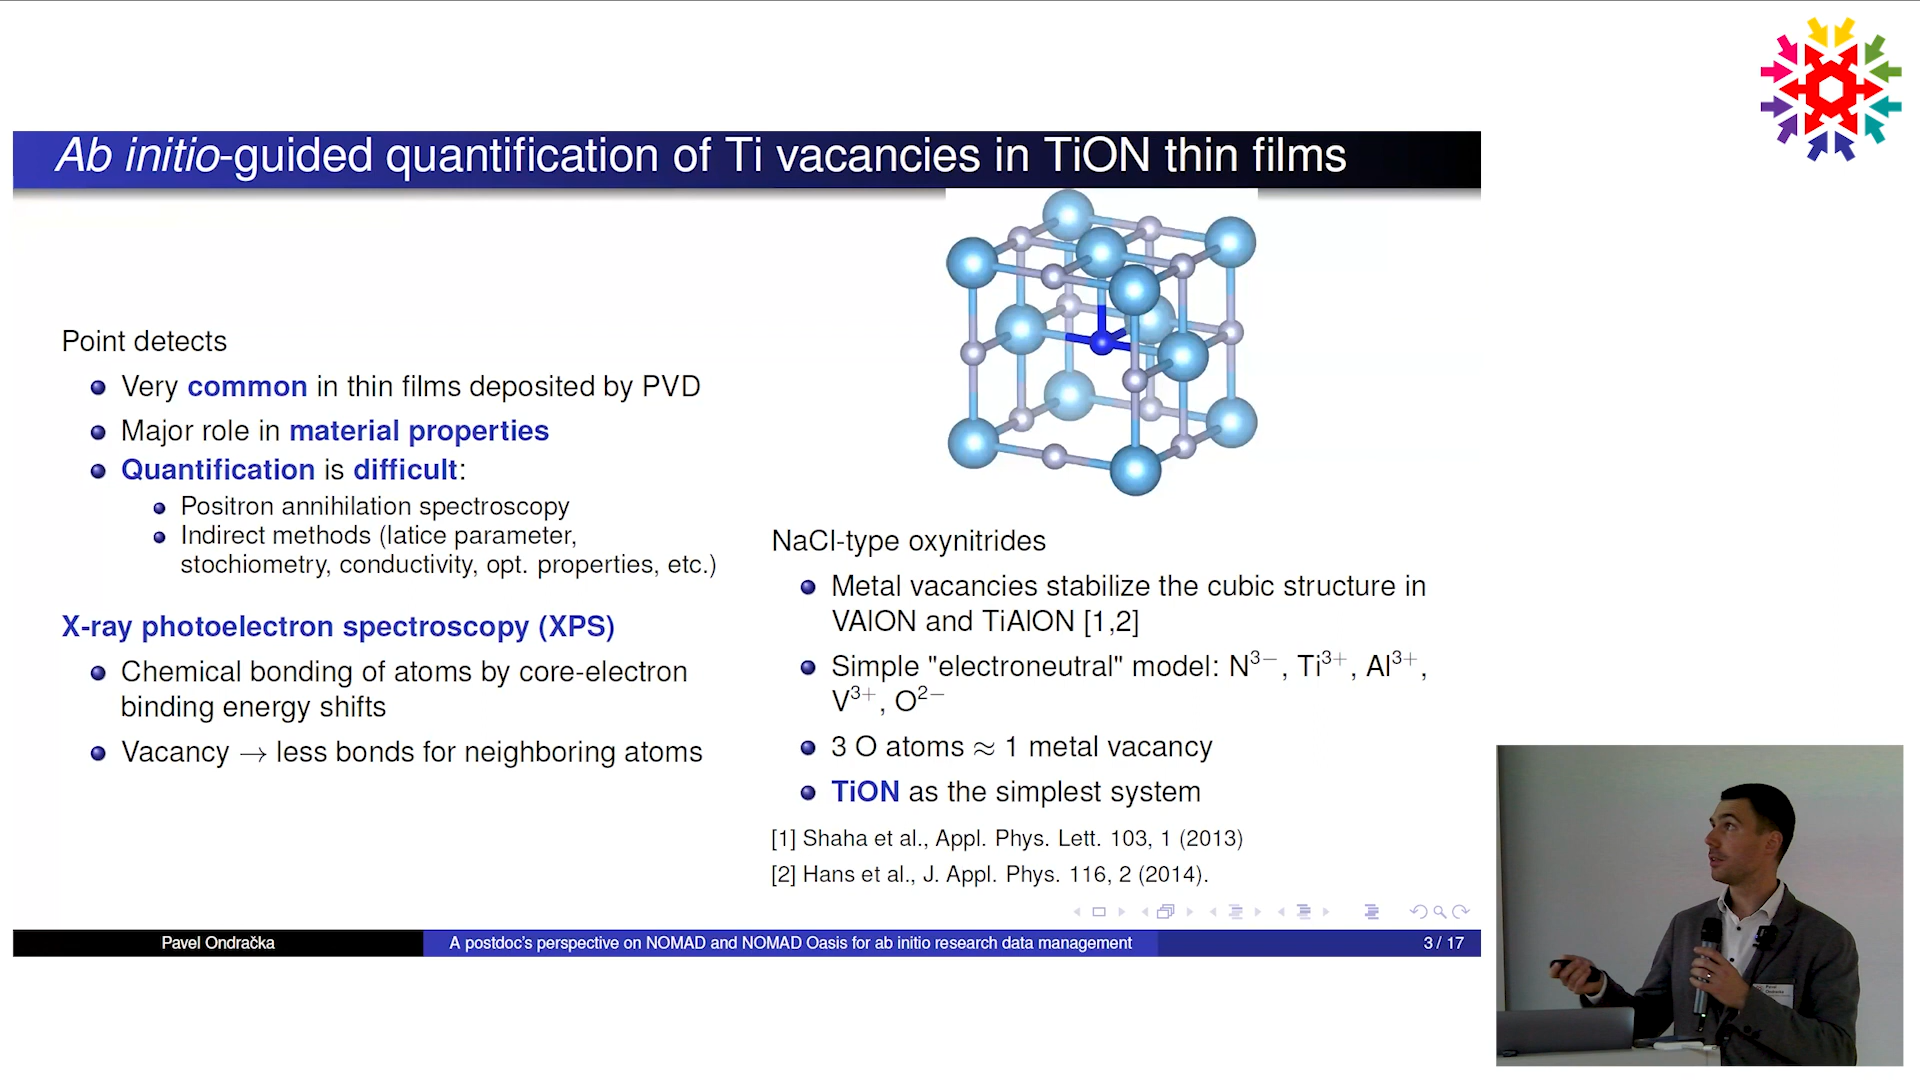 Ab initio-guided quantification of Ti vacancies in TiON thin films
Point detects
Very common in thin films deposited by PVD
Major role in material properties
Quantification is difficult:
Positron annihilation spectroscopy
Indirect methods (latice parameter,
stochiometry, conductivity, opt. properties, etc.)
X-ray photoelectron spectroscopy (XPS)
Chemical bonding of atoms by core-electron
binding energy shifts
Vacancy → less bonds for neighboring atoms
NaCl-type oxynitrides
Metal vacancies stabilize the cubic structure in
VAlON and TiAlON [1,2]
Simple "electroneutral" model: N³⁻, Ti³⁺, Al³⁺,
V³⁺, O²⁻
3 O atoms ≈ 1 metal vacancy
TiON as the simplest system
[1] Shaha et al., Appl. Phys. Lett. 103, 1 (2013)
[2] Hans et al., J. Appl. Phys. 116, 2 (2014).
Pavel Ondračka
A postdoc's perspective on NOMAD and NOMAD Oasis for ab initio research data management
3 / 17
Pavel
Ondračka